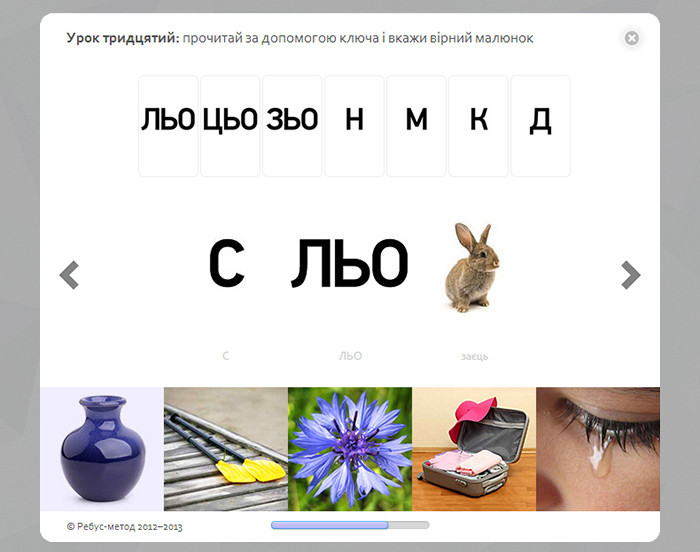 Урок тридцятий: прочитай за допомогою ключа і вкажи вірний малюнок
ЛЬО ЦЬО ЗЬО Н М К Д
С ЛЬО
С ЛЬО заєць
© Ребус-метод 2012–2013